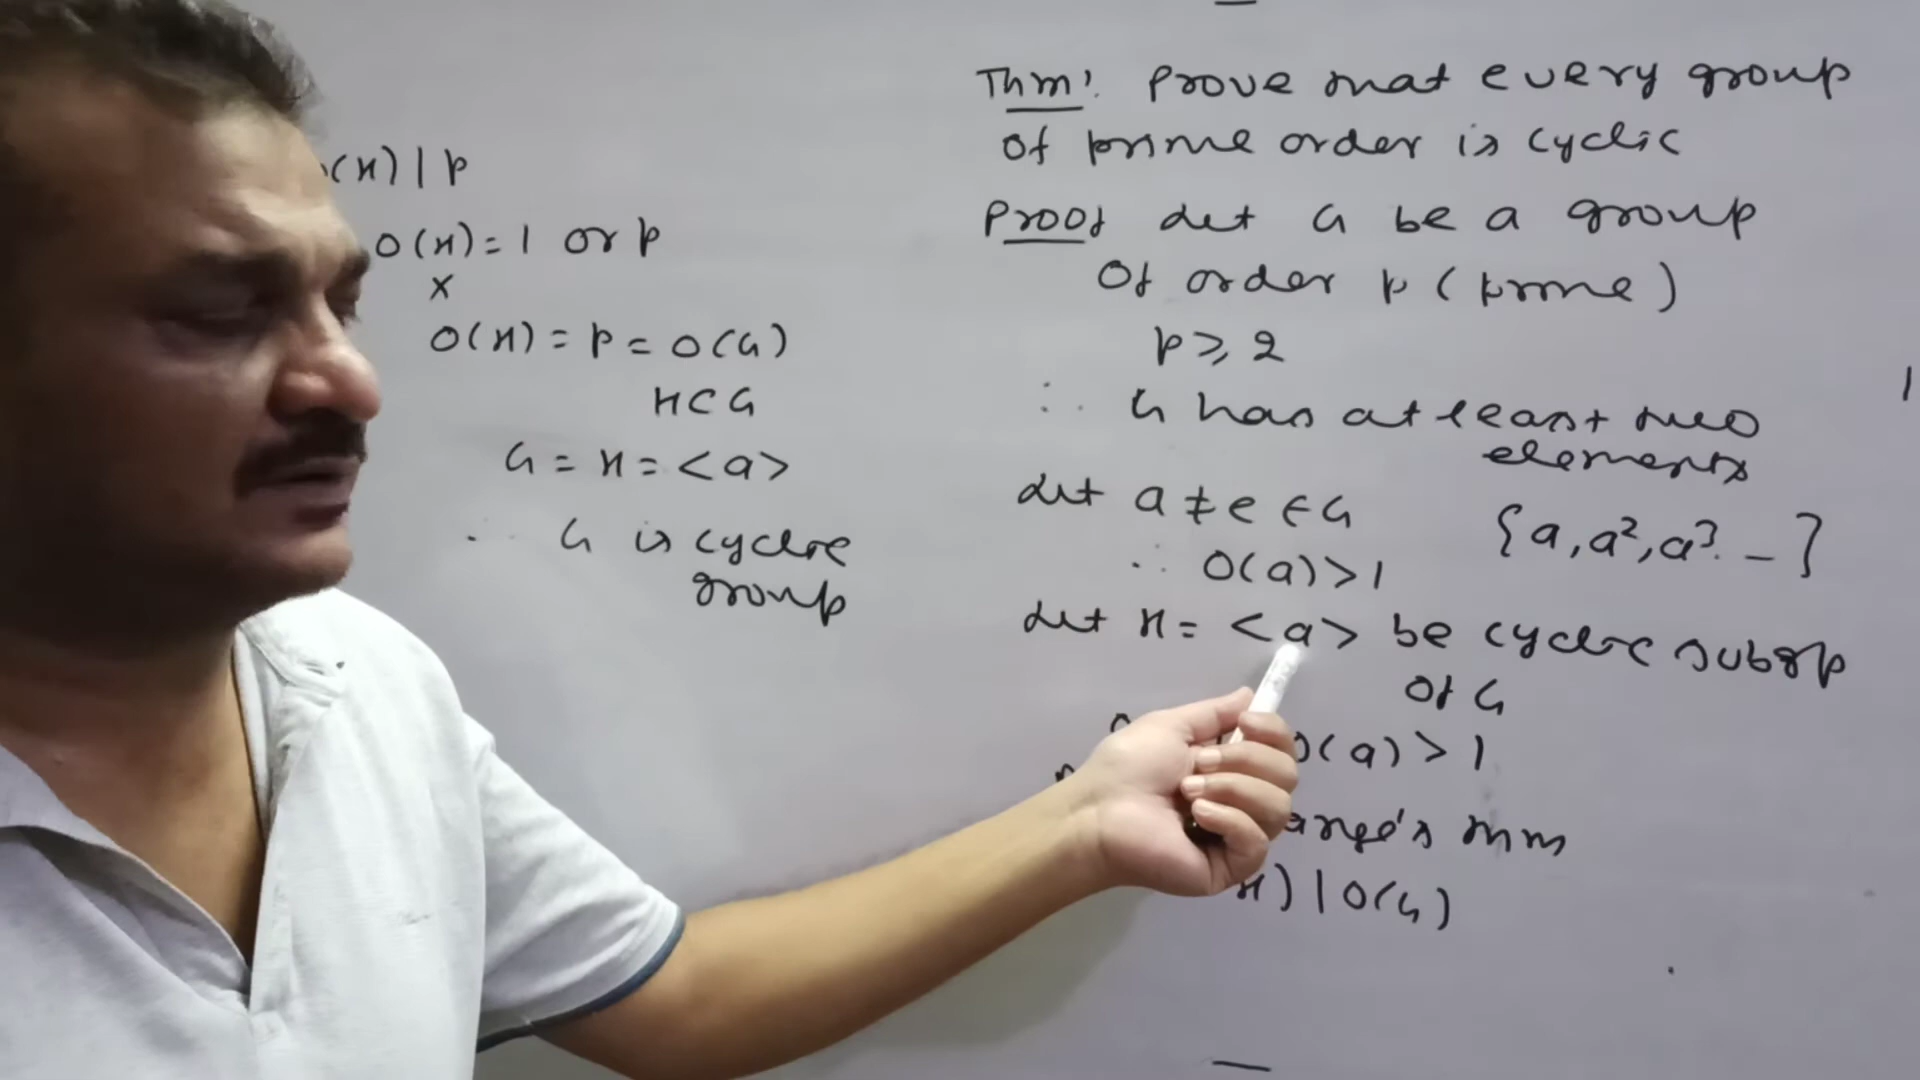 Thm: Prove that every group
of prime order is cyclic
Proof Let G be a group
of order p (prime)
p ≥ 2
∴ G has at least two
elements
Let a ≠ e ∈ G
{a, a², a³. _ }
∴ O(a) > 1
Let H = <a> be cyclic subgp
of G
O(a) > 1
ange's thm
H) | O(G)
(H) | p
O(H) = 1 or p
x
O(H) = p = O(G)
H ⊂ G
G = H = <a>
∴ G is cyclic
group